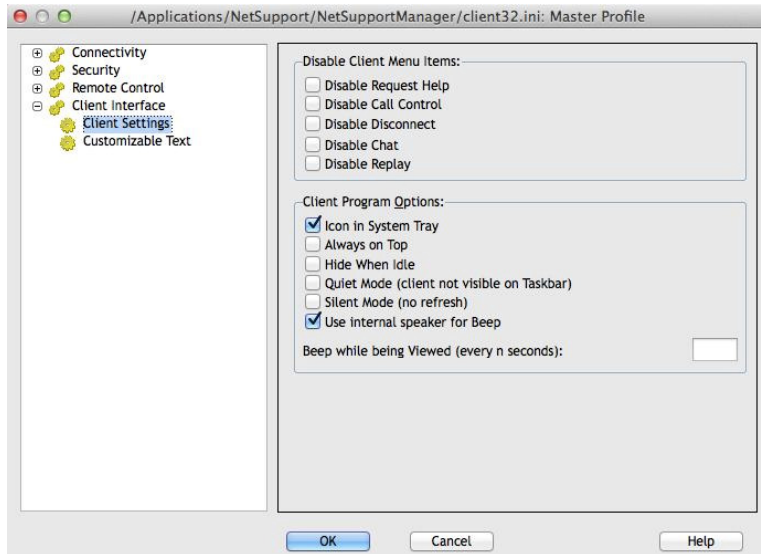 /Applications/NetSupport/NetSupportManager/client32.ini: Master Profile
Connectivity
Security
Remote Control
Client Interface
Client Settings
Customizable Text
Disable Client Menu Items:
Disable Request Help
Disable Call Control
Disable Disconnect
Disable Chat
Disable Replay
Client Program Options:
Icon in System Tray
Always on Top
Hide When Idle
Quiet Mode (client not visible on Taskbar)
Silent Mode (no refresh)
Use internal speaker for Beep
Beep while being Viewed (every n seconds):
OK
Cancel
Help